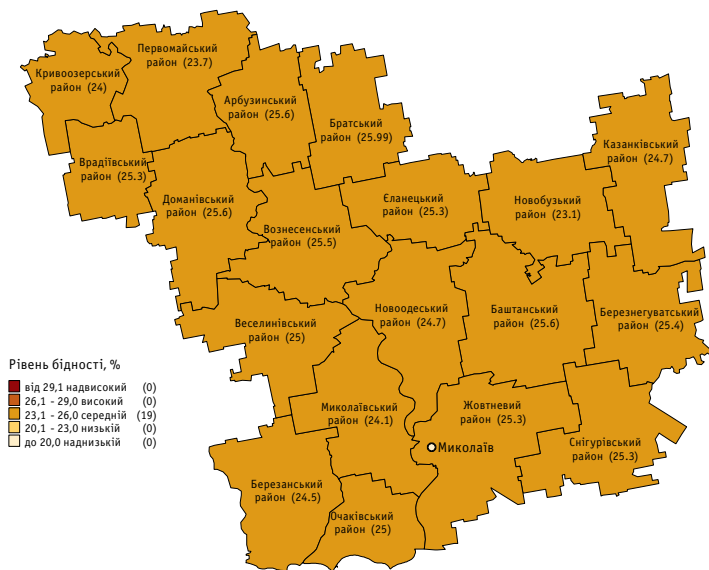 Первомайський
район (23.7)
Кривоозерський
район (24)
Арбузинський
район (25.6)
Братський
район (25.99)
Казанківський
район (24.7)
Врадіївський
район (25.3)
Доманівський
район (25.6)
Єланецький
район (25.3)
Новобузький
район (23.1)
Вознесенський
район (25.5)
Новоодеський
район (24.7)
Баштанський
район (25.6)
Березнегуватський
район (25.4)
Веселинівський
район (25)
Рівень бідності, %
від 29,1 надвисокий (0)
26,1 - 29,0 високий (0)
23,1 - 26,0 середній (19)
20,1 - 23,0 низькій (0)
до 20,0 наднизькій (0)
Миколаївський
район (24.1)
Жовтневий
район (25.3)
Миколаїв
Снігурівський
район (25.3)
Березанський
район (24.5)
Очаківський
район (25)